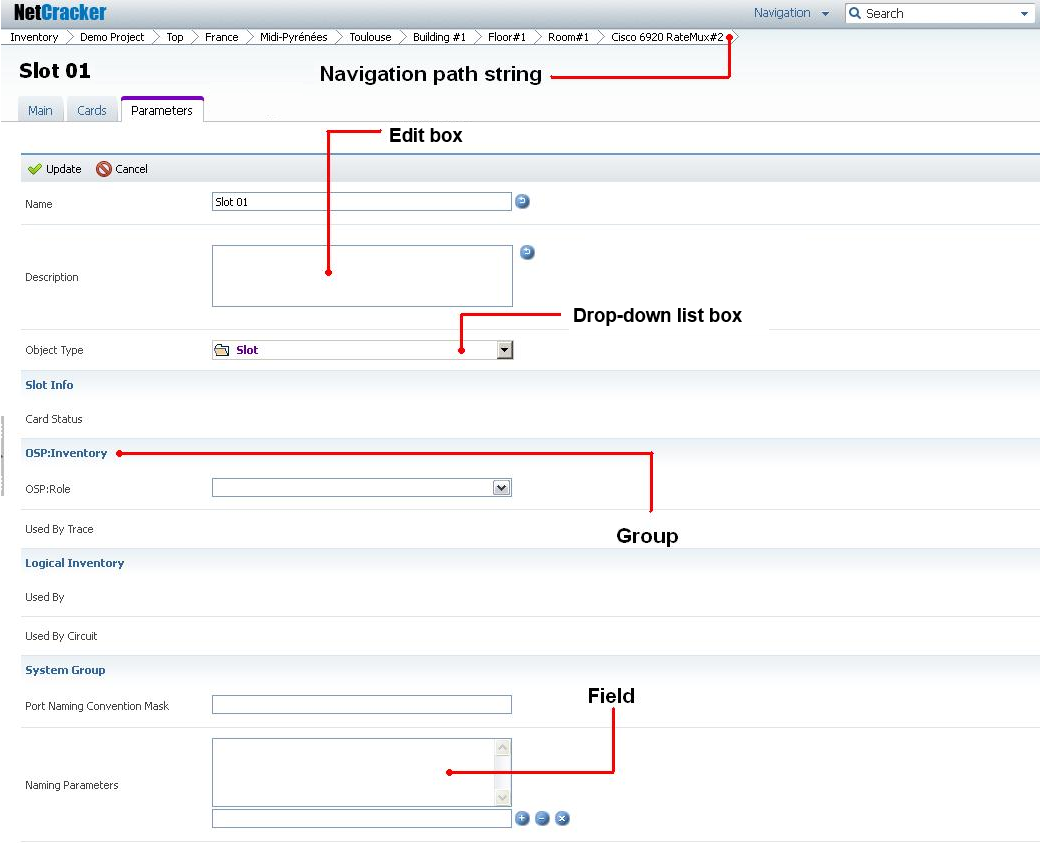 NetCracker Navigation Search
Inventory Demo Project Top France Midi-Pyrénées Toulouse Building #1 Floor#1 Room#1 Cisco 6920 RateMux#2
Slot 01
Navigation path string
Main Cards Parameters
Edit box
Update Cancel
Name Slot 01
Description
Drop-down list box
Object Type Slot
Slot Info
Card Status
OSP:Inventory
OSP:Role
Used By Trace
Group
Logical Inventory
Used By
Used By Circuit
System Group
Field
Port Naming Convention Mask
Naming Parameters